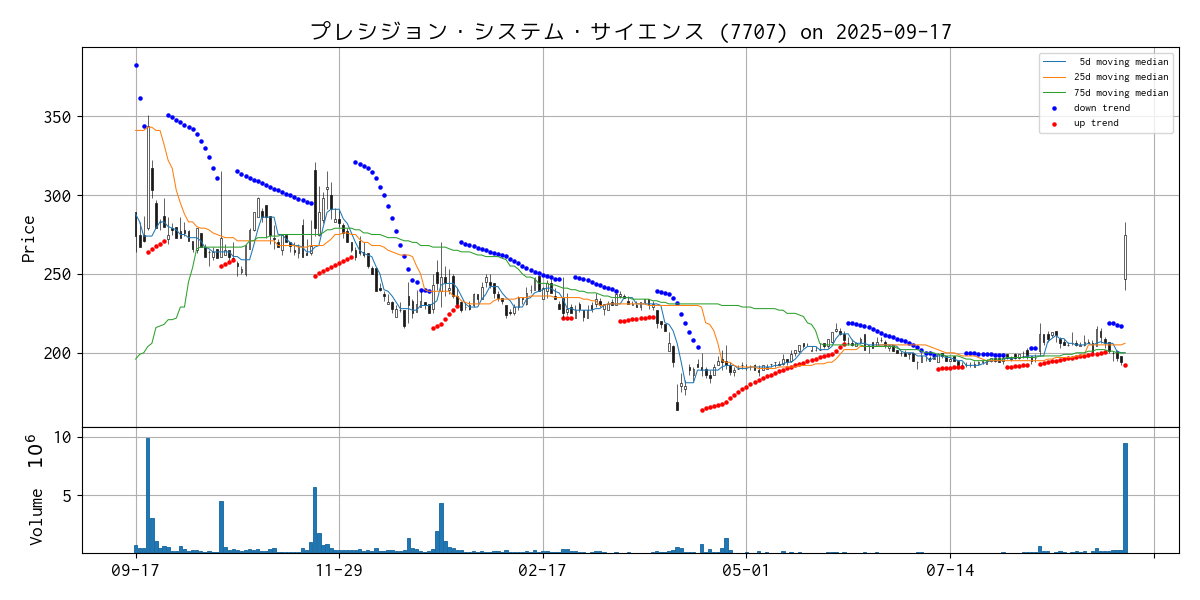 プレシジョン・システム・サイエンス (7707) on 2025-09-17
5d moving median
25d moving median
75d moving median
down trend
up trend
Price
350
300
250
200
Volume 10⁶
10
5
09-17
11-29
02-17
05-01
07-14